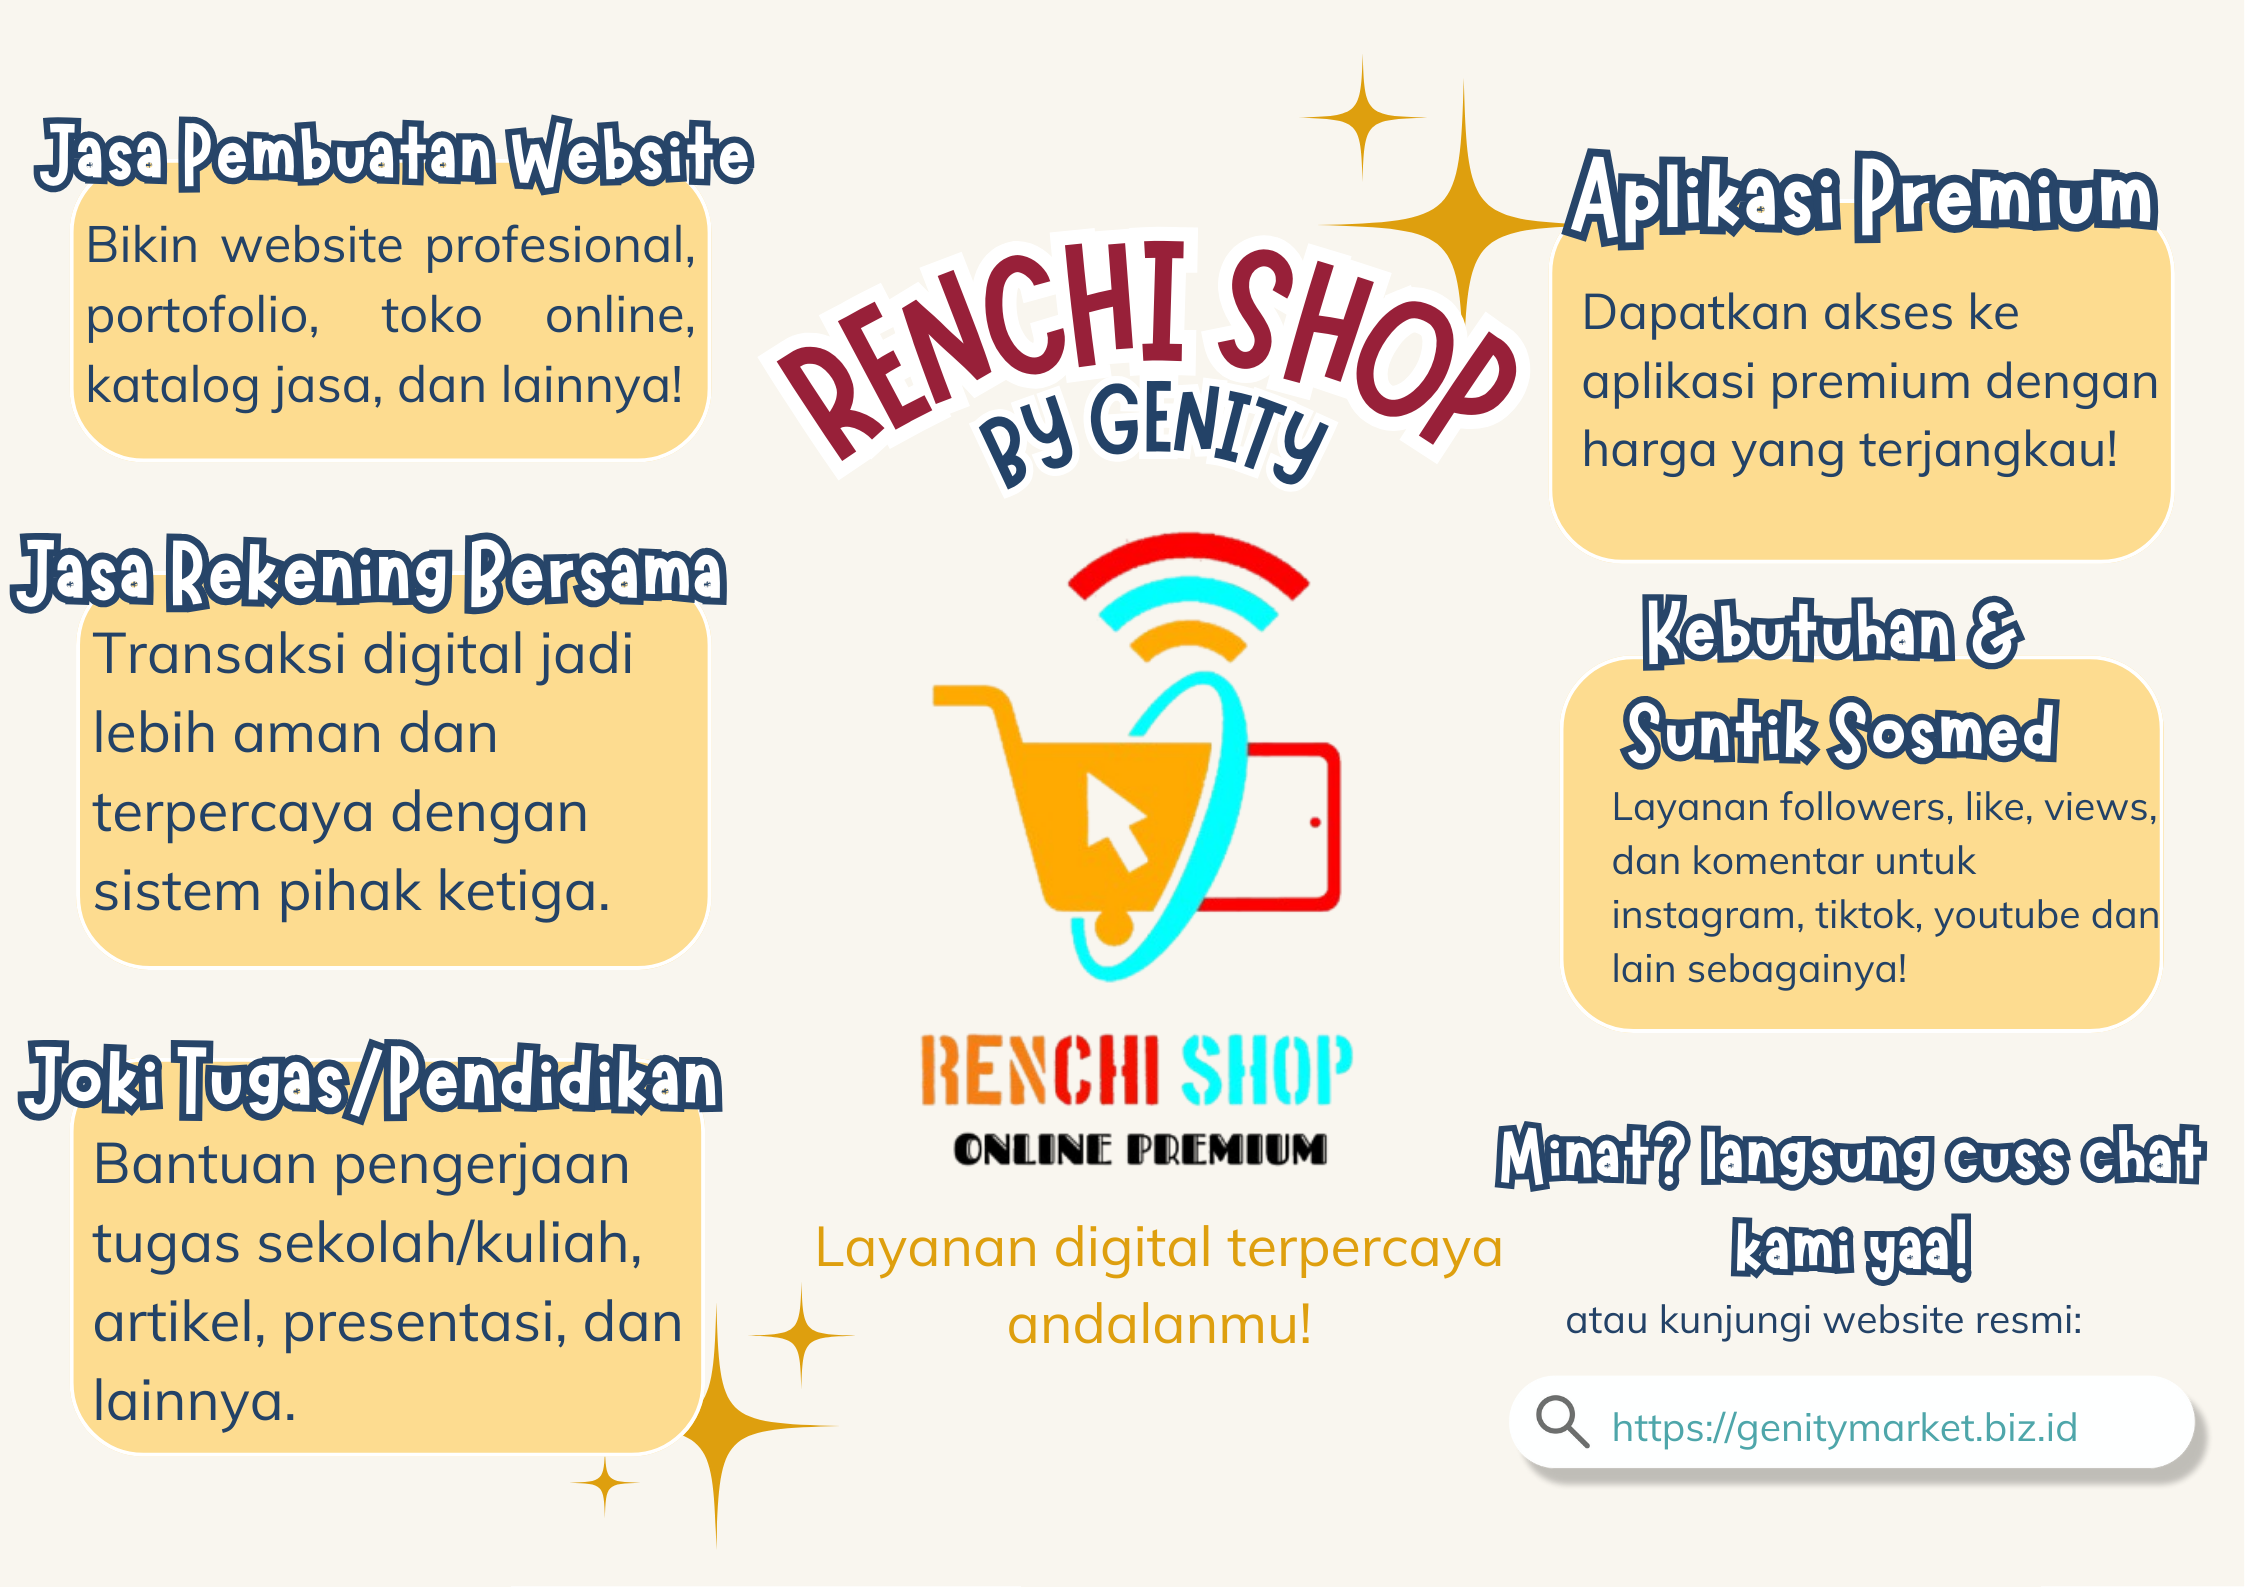 Jasa Pembuatan Website
Bikin website profesional,
portofolio, toko online,
katalog jasa, dan lainnya!
Jasa Rekening Bersama
Transaksi digital jadi
lebih aman dan
terpercaya dengan
sistem pihak ketiga.
Joki Tugas/Pendidikan
Bantuan pengerjaan
tugas sekolah/kuliah,
artikel, presentasi, dan
lainnya.
RENCHI SHOP
BY GENITY
RENCHI SHOP
ONLINE PREMIUM
Layanan digital terpercaya
andalanmu!
Aplikasi Premium
Dapatkan akses ke
aplikasi premium dengan
harga yang terjangkau!
Kebutuhan &
Suntik Sosmed
Layanan followers, like, views,
dan komentar untuk
instagram, tiktok, youtube dan
lain sebagainya!
Minat? langsung cuss chat
kami yaa!
atau kunjungi website resmi:
https://genitymarket.biz.id